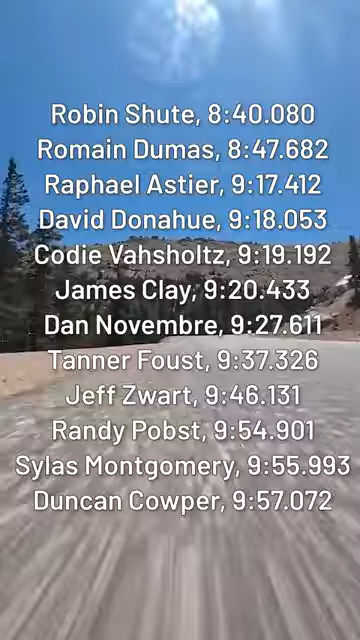 Robin Shute, 8:40.080
Romain Dumas, 8:47.682
Raphael Astier, 9:17.412
David Donahue, 9:18.053
Codie Vahsholtz, 9:19.192
James Clay, 9:20.433
Dan Novembre, 9:27.611
Tanner Foust, 9:37.326
Jeff Zwart, 9:46.131
Randy Pobst, 9:54.901
Sylas Montgomery, 9:55.993
Duncan Cowper, 9:57.072